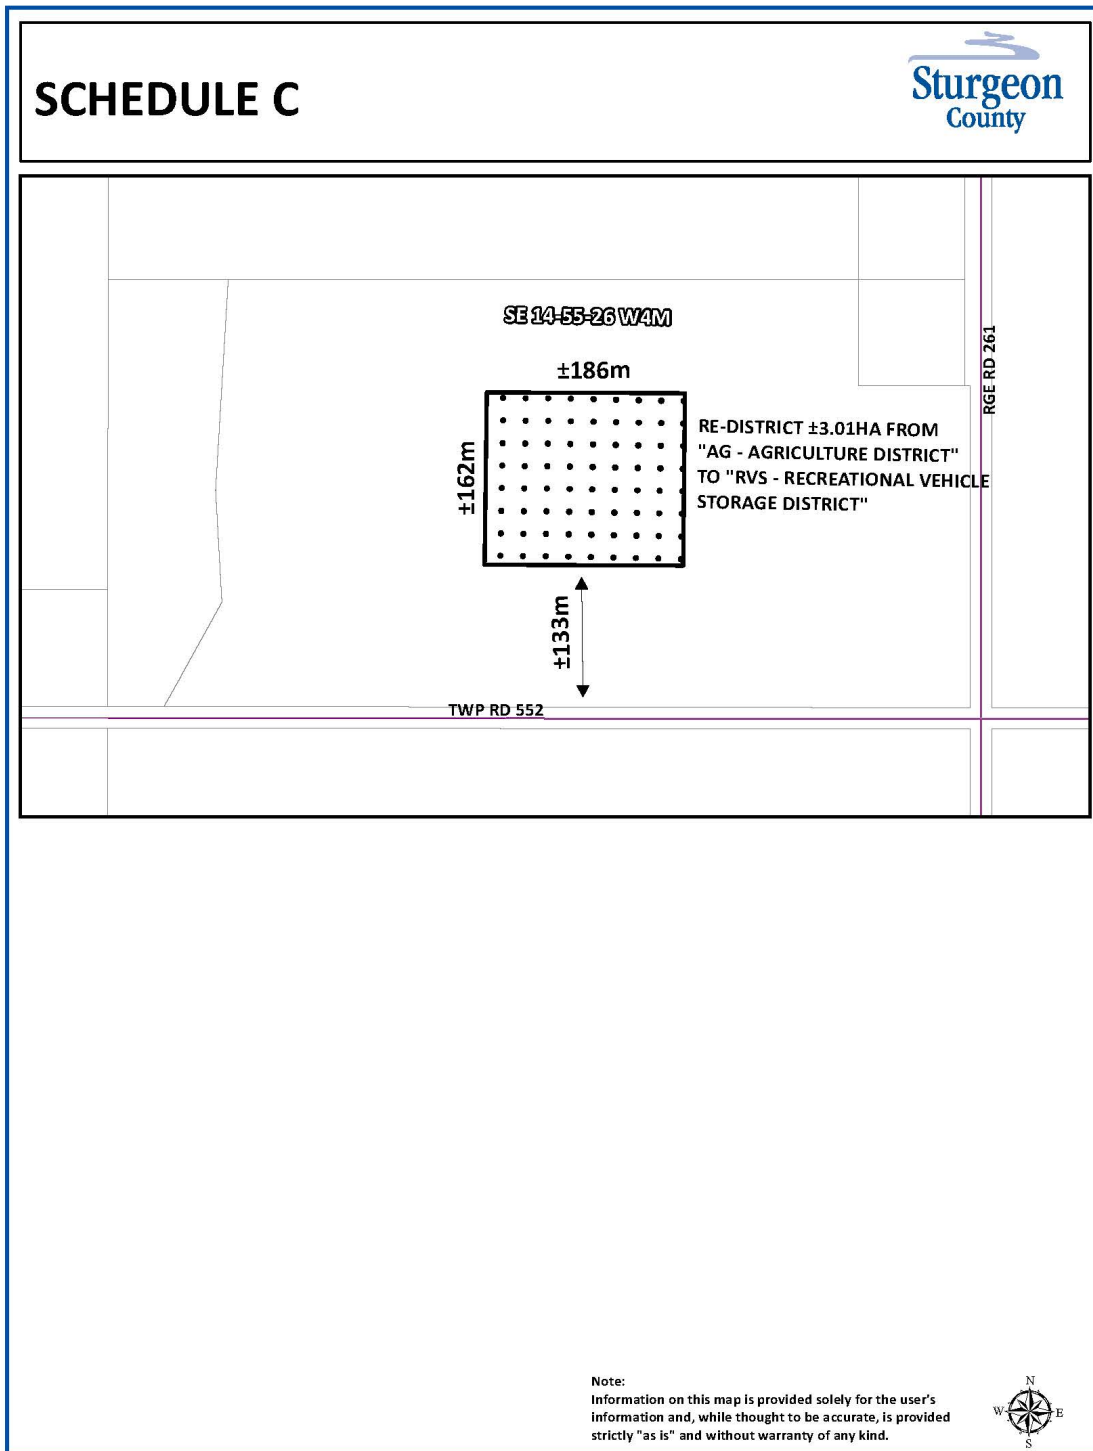 SCHEDULE C
Sturgeon
County
SE 14-55-26 W4M
±186m
±162m
RE-DISTRICT ±3.01HA FROM
"AG - AGRICULTURE DISTRICT"
TO "RVS - RECREATIONAL VEHICLE
STORAGE DISTRICT"
RGE RD 261
±133m
TWP RD 552
Note:
Information on this map is provided solely for the user's
information and, while thought to be accurate, is provided
strictly "as is" and without warranty of any kind.
N
W
E
S